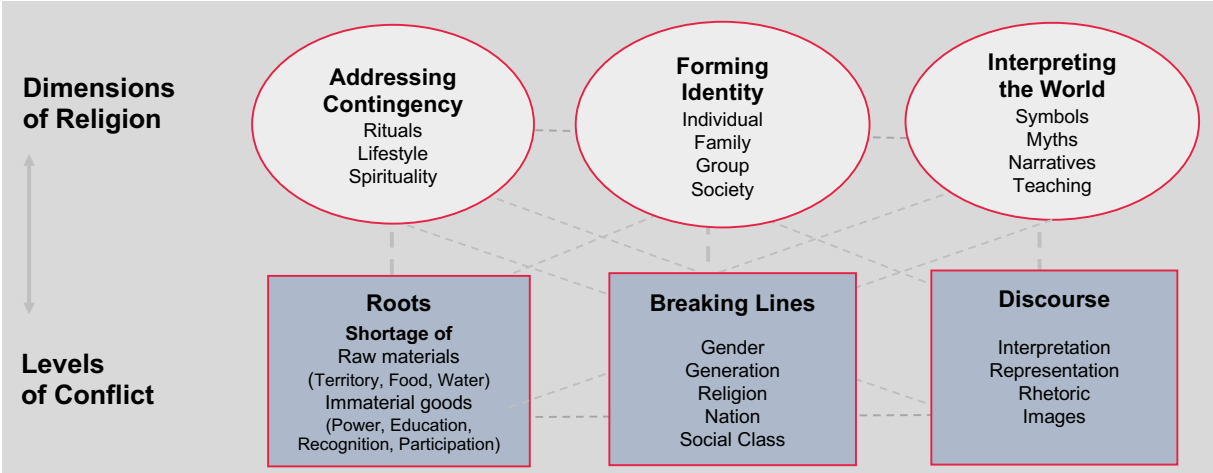 Dimensions
of Religion
Addressing
Contingency
Rituals
Lifestyle
Spirituality
Forming
Identity
Individual
Family
Group
Society
Interpreting
the World
Symbols
Myths
Narratives
Teaching
Levels
of Conflict
Roots
Shortage of
Raw materials
(Territory, Food, Water)
Immaterial goods
(Power, Education,
Recognition, Participation)
Breaking Lines
Gender
Generation
Religion
Nation
Social Class
Discourse
Interpretation
Representation
Rhetoric
Images